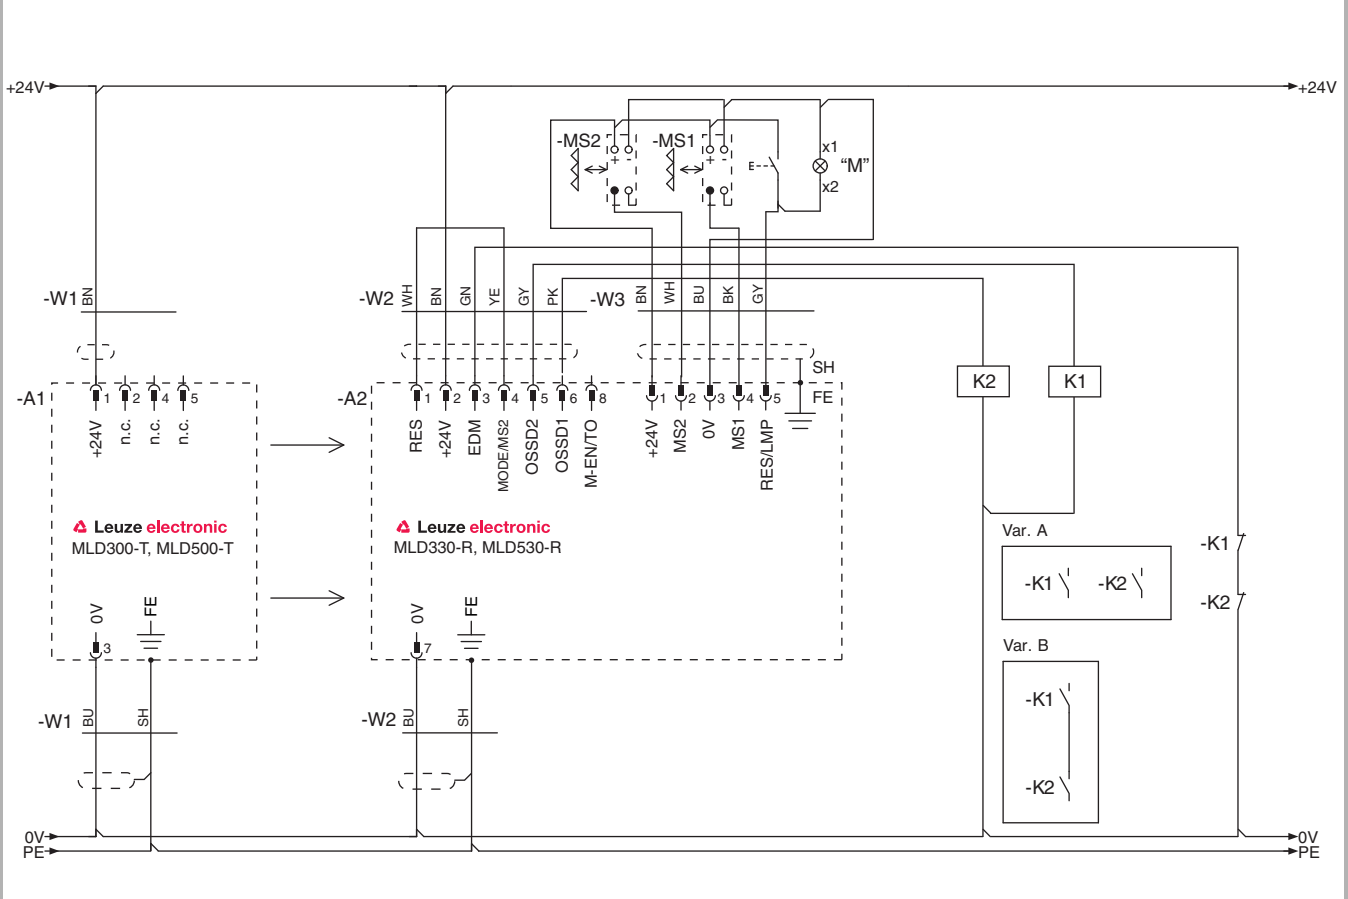 +24V +24V
-MS2 + - -MS1 + - x1 "M" x2
-W1 BN
-W2 WH BN GN YE GY PK
-W3 BN WH BU BK GY
SH
FE
-A1 1 2 4 5
+24V n.c. n.c. n.c.
-A2 1 2 3 4 5 6 8
RES +24V EDM MODE/MS2 OSSD2 OSSD1 M-EN/TO
1 2 3 4 5
+24V MS2 0V MS1 RES/LMP
K2 K1
Leuze electronic
MLD300-T, MLD500-T
Leuze electronic
MLD330-R, MLD530-R
Var. A
-K1 -K2
-K1
-K2
Var. B
-K1
-K2
0V FE
3
0V FE
7
-W1 BU SH
-W2 BU SH
0V 0V
PE PE